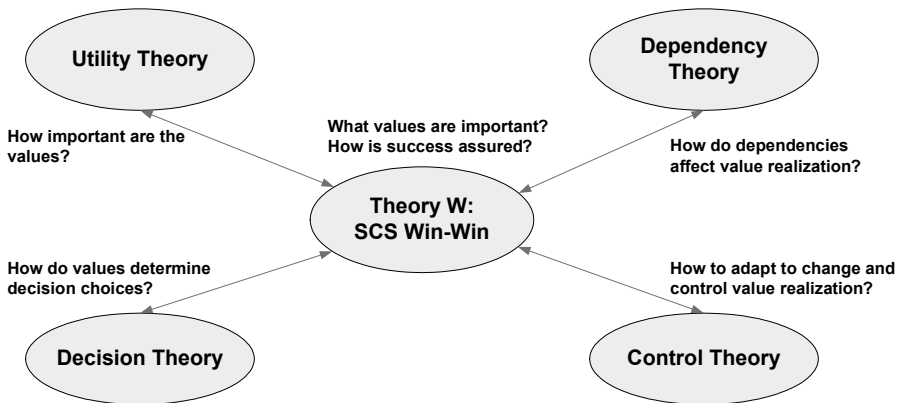 Utility Theory
Dependency
Theory
How important are the
values?
What values are important?
How is success assured?
How do dependencies
affect value realization?
Theory W:
SCS Win-Win
How do values determine
decision choices?
How to adapt to change and
control value realization?
Decision Theory
Control Theory